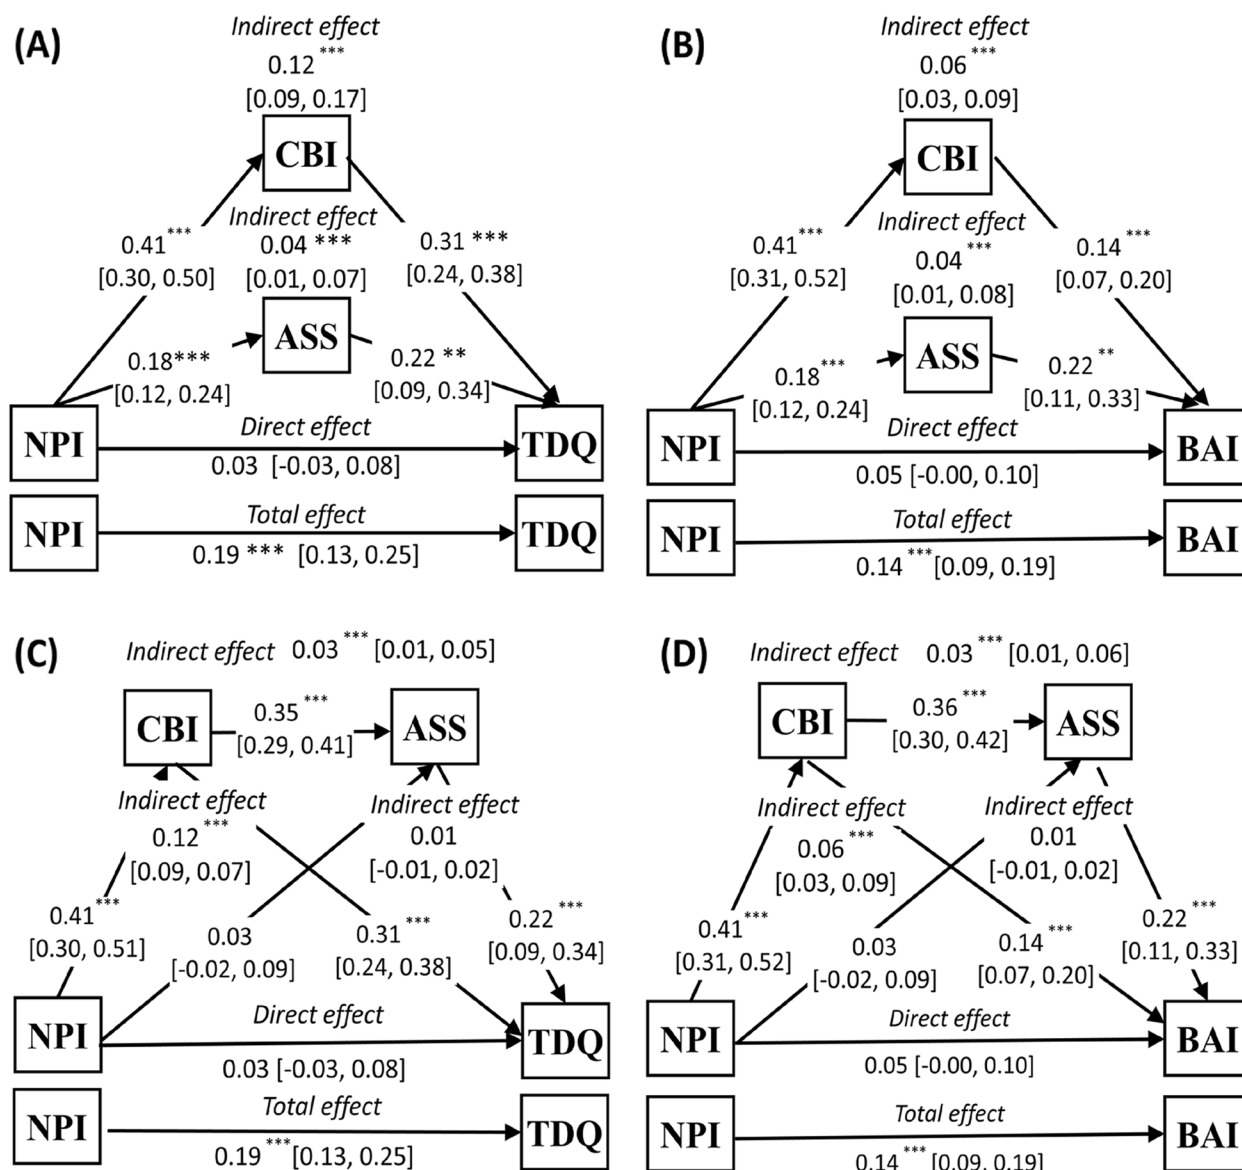 (A)
Indirect effect
0.12 ***
[0.09, 0.17]
CBI
Indirect effect
0.04 ***
[0.01, 0.07]
0.41 ***
[0.30, 0.50]
0.31 ***
[0.24, 0.38]
ASS
0.18***
[0.12, 0.24]
0.22 **
[0.09, 0.34]
NPI
Direct effect
0.03 [-0.03, 0.08]
TDQ
NPI
Total effect
0.19 *** [0.13, 0.25]
TDQ
(B)
Indirect effect
0.06 ***
[0.03, 0.09]
CBI
Indirect effect
0.04 ***
[0.01, 0.08]
0.41 ***
[0.31, 0.52]
0.14 ***
[0.07, 0.20]
ASS
0.18 ***
[0.12, 0.24]
0.22 **
[0.11, 0.33]
NPI
Direct effect
0.05 [-0.00, 0.10]
BAI
NPI
Total effect
0.14 *** [0.09, 0.19]
BAI
(C)
Indirect effect 0.03 *** [0.01, 0.05]
CBI
0.35 ***
[0.29, 0.41]
ASS
Indirect effect
0.12 ***
[0.09, 0.07]
Indirect effect
0.01
[-0.01, 0.02]
0.41 ***
[0.30, 0.51]
0.03
[-0.02, 0.09]
0.31 ***
[0.24, 0.38]
0.22 ***
[0.09, 0.34]
NPI
Direct effect
0.03 [-0.03, 0.08]
TDQ
NPI
Total effect
0.19 *** [0.13, 0.25]
TDQ
(D)
Indirect effect 0.03 *** [0.01, 0.06]
CBI
0.36 ***
[0.30, 0.42]
ASS
Indirect effect
0.06 ***
[0.03, 0.09]
Indirect effect
0.01
[-0.01, 0.02]
0.41 ***
[0.31, 0.52]
0.03
[-0.02, 0.09]
0.14 ***
[0.07, 0.20]
0.22 ***
[0.11, 0.33]
NPI
Direct effect
0.05 [-0.00, 0.10]
BAI
NPI
Total effect
0.14 *** [0.09, 0.19]
BAI